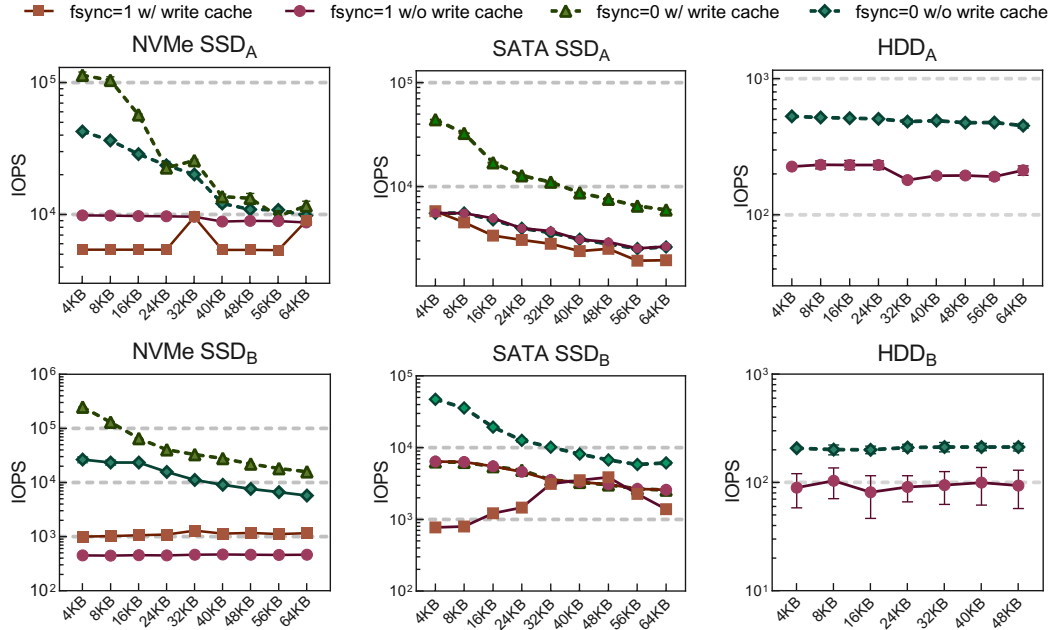 fsync=1 w/ write cache fsync=1 w/o write cache fsync=0 w/ write cache fsync=0 w/o write cache
NVMe SSD_A
IOPS
10^5
10^4
4KB 8KB 16KB 24KB 32KB 40KB 48KB 56KB 64KB
SATA SSD_A
IOPS
10^5
10^4
4KB 8KB 16KB 24KB 32KB 40KB 48KB 56KB 64KB
HDD_A
IOPS
10^3
10^2
4KB 8KB 16KB 24KB 32KB 40KB 48KB 56KB 64KB
NVMe SSD_B
IOPS
10^6
10^5
10^4
10^3
10^2
4KB 8KB 16KB 24KB 32KB 40KB 48KB 56KB 64KB
SATA SSD_B
IOPS
10^5
10^4
10^3
10^2
4KB 8KB 16KB 24KB 32KB 40KB 48KB 56KB 64KB
HDD_B
IOPS
10^3
10^2
10^1
4KB 8KB 16KB 24KB 32KB 40KB 48KB